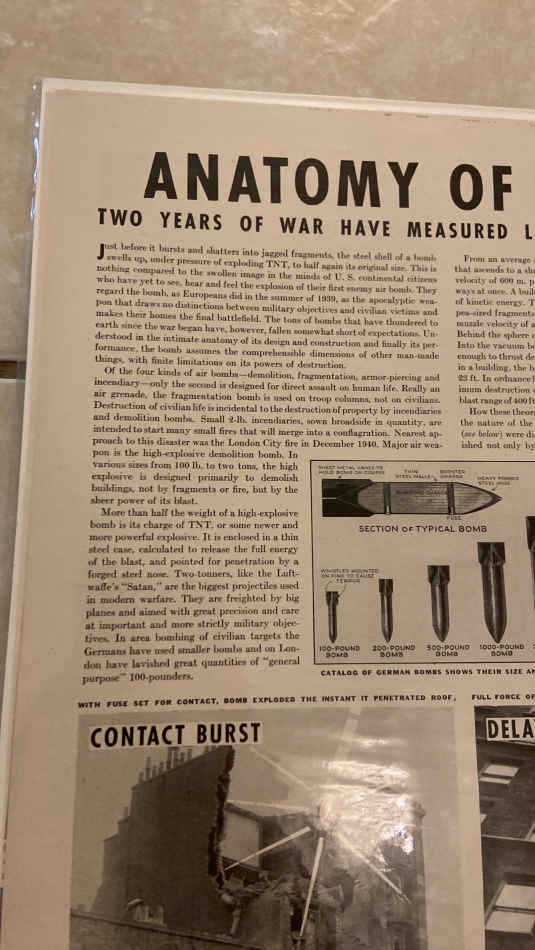 ANATOMY OF
TWO YEARS OF WAR HAVE MEASURED
Just before it bursts and shatters into jagged fragments, the steel shell of a bomb
swells up, under pressure of exploding TNT, to half again its original size. This is
nothing compared to the swollen image in the minds of U. S. continental citizens
who have yet to see, hear and feel the explosion of their first enemy air bomb. They
regard the bomb, as Europeans did in the summer of 1939, as the apocalyptic wea-
pon that draws no distinctions between military objectives and civilian victims and
makes their homes the final battlefield. The tons of bombs that have thundered to
earth since the war began have, however, fallen somewhat short of expectations. Un-
derstood in the intimate anatomy of its design and construction and finally its per-
formance, the bomb assumes the comprehensible dimensions of other man-made
things, with finite limitations on its powers of destruction.
Of the four kinds of air bombs—demolition, fragmentation, armor-piercing and
incendiary—only the second is designed for direct assault on human life. Really an
air grenade, the fragmentation bomb is used on troop columns, not on civilians.
Destruction of civilian life is incidental to the destruction of property by incendiaries
and demolition bombs. Small 2-lb. incendiaries, sown broadside in quantity, are
intended to start many small fires that will merge into a conflagration. Nearest ap-
proach to this disaster was the London City fire in December 1940. Major air wea-
pon is the high-explosive demolition bomb. In
various sizes from 100 lb. to two tons, the high
explosive is designed primarily to demolish
buildings, not by fragments or fire, but by the
sheer power of its blast.
More than half the weight of a high-explosive
bomb is its charge of TNT, or some newer and
more powerful explosive. It is enclosed in a thin
steel case, calculated to release the full energy
of the blast, and pointed for penetration by a
forged steel nose. Two-tonners, like the Luft-
waffe's "Satan," are the biggest projectiles used
in modern warfare. They are freighted by big
planes and aimed with great precision and care
at important and more strictly military objec-
tives. In area bombing of civilian targets the
Germans have used smaller bombs and on Lon-
don have lavished great quantities of "general
purpose" 100-pounders.
From an average
that ascends to a
velocity of 600 m. p
ways at once. A
of kinetic energy.
pes-sized fragments
muzzle velocity of a
Behind the sphere
Into the vacuum
enough to thrust
in a building, the
25 ft. In ordnance
imum destruction
blast range of 400
How these
the nature of the
(see below) were
ished not only
SHEET METAL VANES TO
HOLD BOMB ON COURSE
THIN
STEEL WALLS
BOOSTER
CHARGE
HEAVY FORGED
STEEL NOSE
BURSTING CHARGE
FUSE
SECTION OF TYPICAL BOMB
WHISTLES MOUNTED
ON FINS TO CAUSE
TERROR
100-POUND
BOMB
200-POUND
BOMB
500-POUND
BOMB
1000-POUND
BOMB
CATALOG OF GERMAN BOMBS SHOWS THEIR SIZE
WITH FUSE SET FOR CONTACT, BOMB EXPLODED THE INSTANT IT PENETRATED ROOF,
FULL FORCE OF
CONTACT BURST
DELA